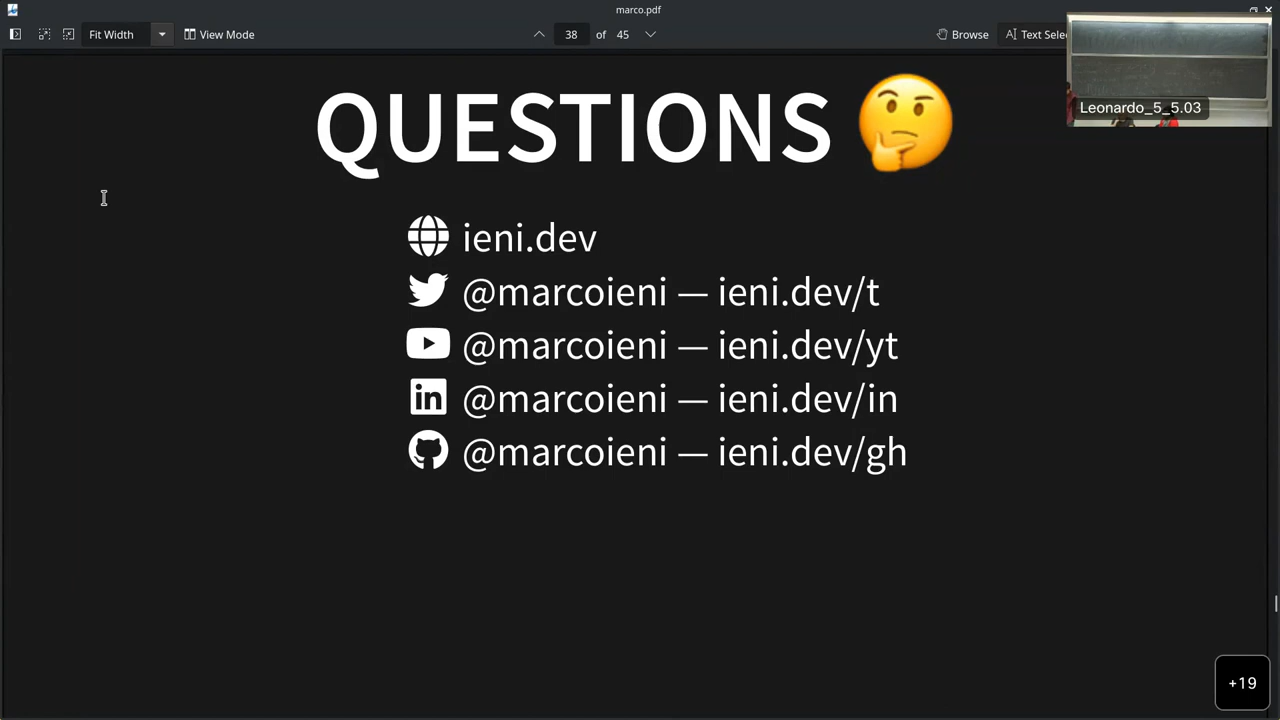 marco.pdf
Fit Width
View Mode
38 of 45
Browse
Text Selec
Leonardo_5_5.03
QUESTIONS 🤔
ieni.dev
@marcoieni — ieni.dev/t
@marcoieni — ieni.dev/yt
@marcoieni — ieni.dev/in
@marcoieni — ieni.dev/gh
+19